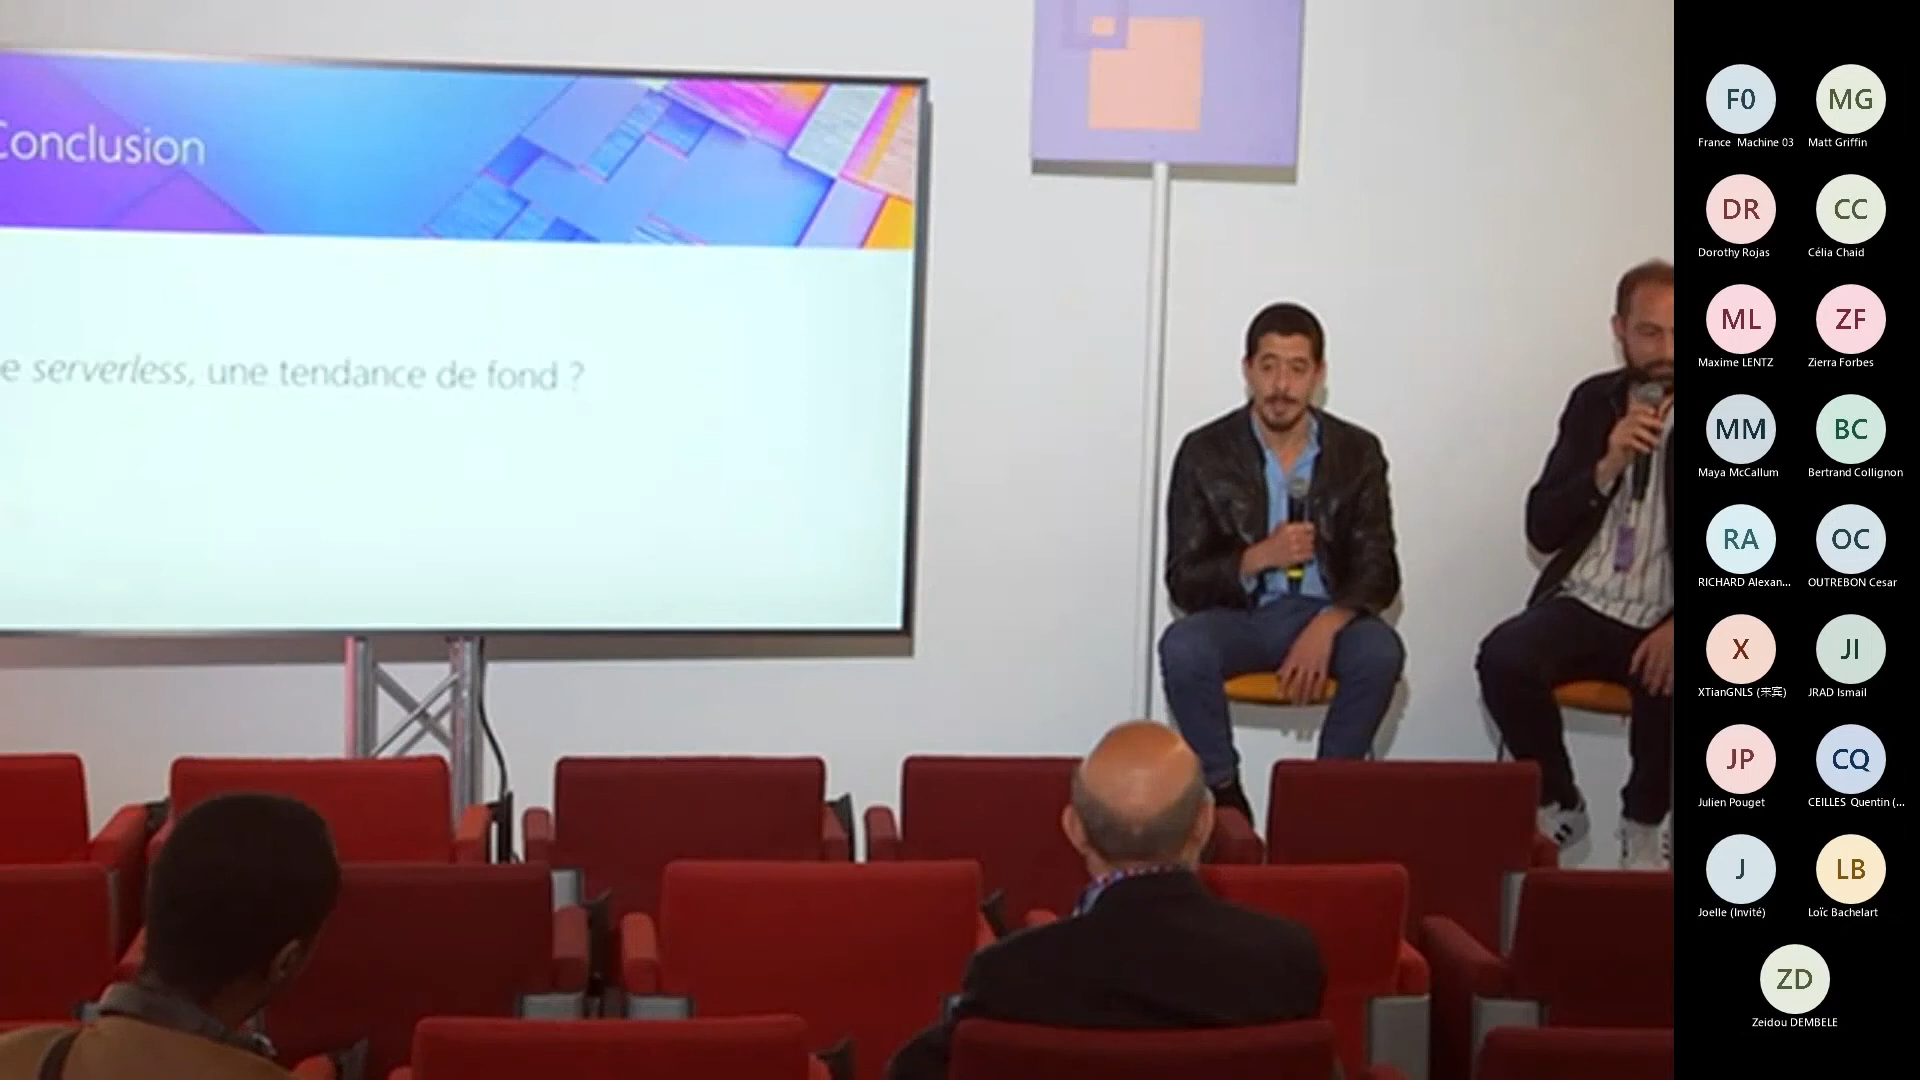 Conclusion
e serverless, une tendance de fond ?
F0
MG
France Machine 03
Matt Griffin
DR
CC
Dorothy Rojas
Célia Chaid
ML
ZF
Maxime LENTZ
Zierra Forbes
MM
BC
Maya McCallum
Bertrand Collignon
RA
OC
RICHARD Alexan...
OUTREBON Cesar
X
JI
XTianGNLS (来宾)
JRAD Ismail
JP
CQ
Julien Pouget
CEILLES Quentin (...
J
LB
Joelle (Invité)
Loïc Bachelart
ZD
Zeidou DEMBELE